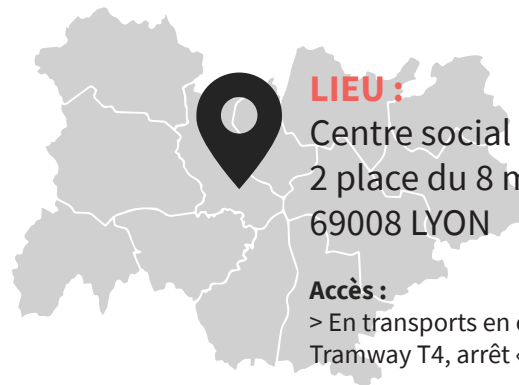 LIEU :
Centre social
2 place du 8 m
69008 LYON
Accès :
> En transports en
Tramway T4, arrêt «